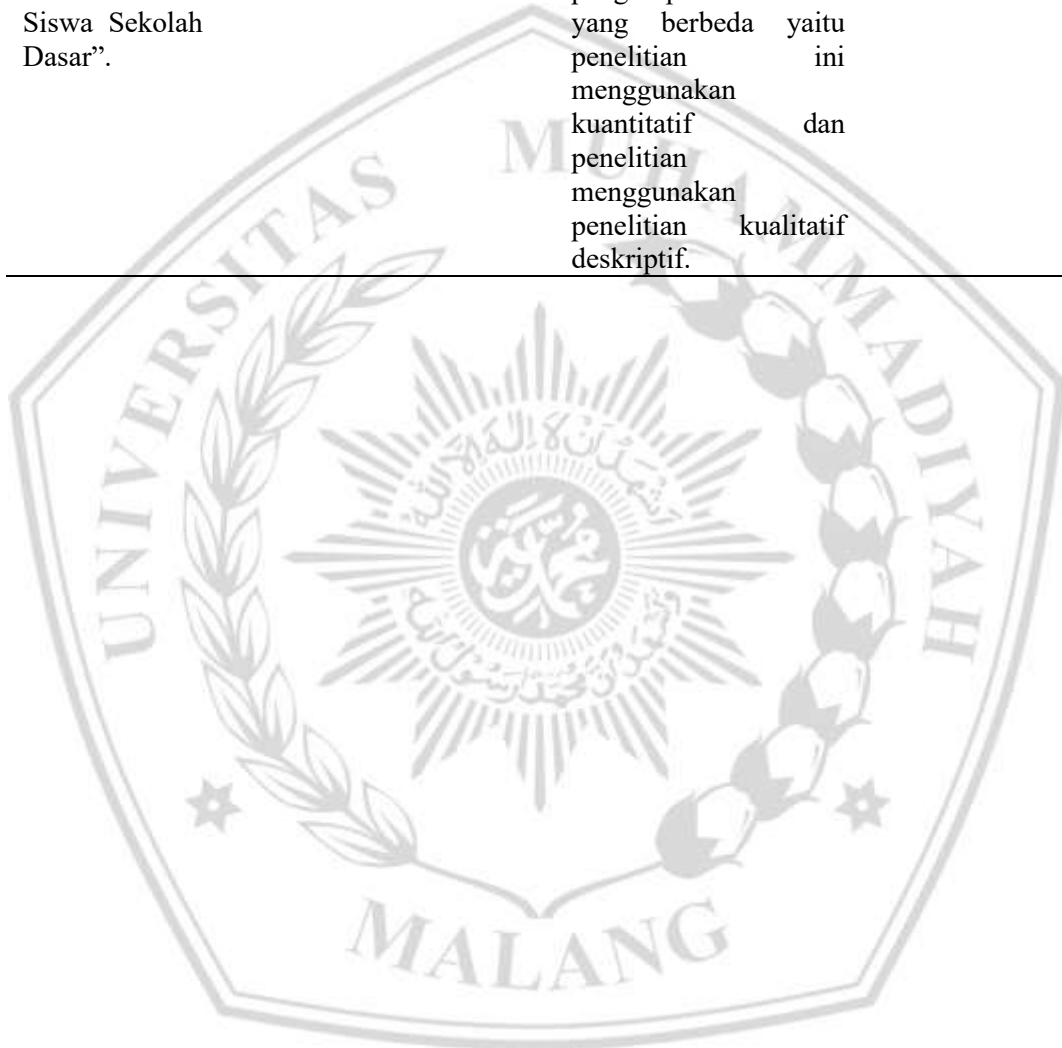 Siswa Sekolah
Dasar”.
yang berbeda yaitu
penelitian ini
menggunakan
kuantitatif dan
penelitian
menggunakan
penelitian kualitatif
deskriptif.
UNIVERSITAS MUHAMMADIYAH
MALANG